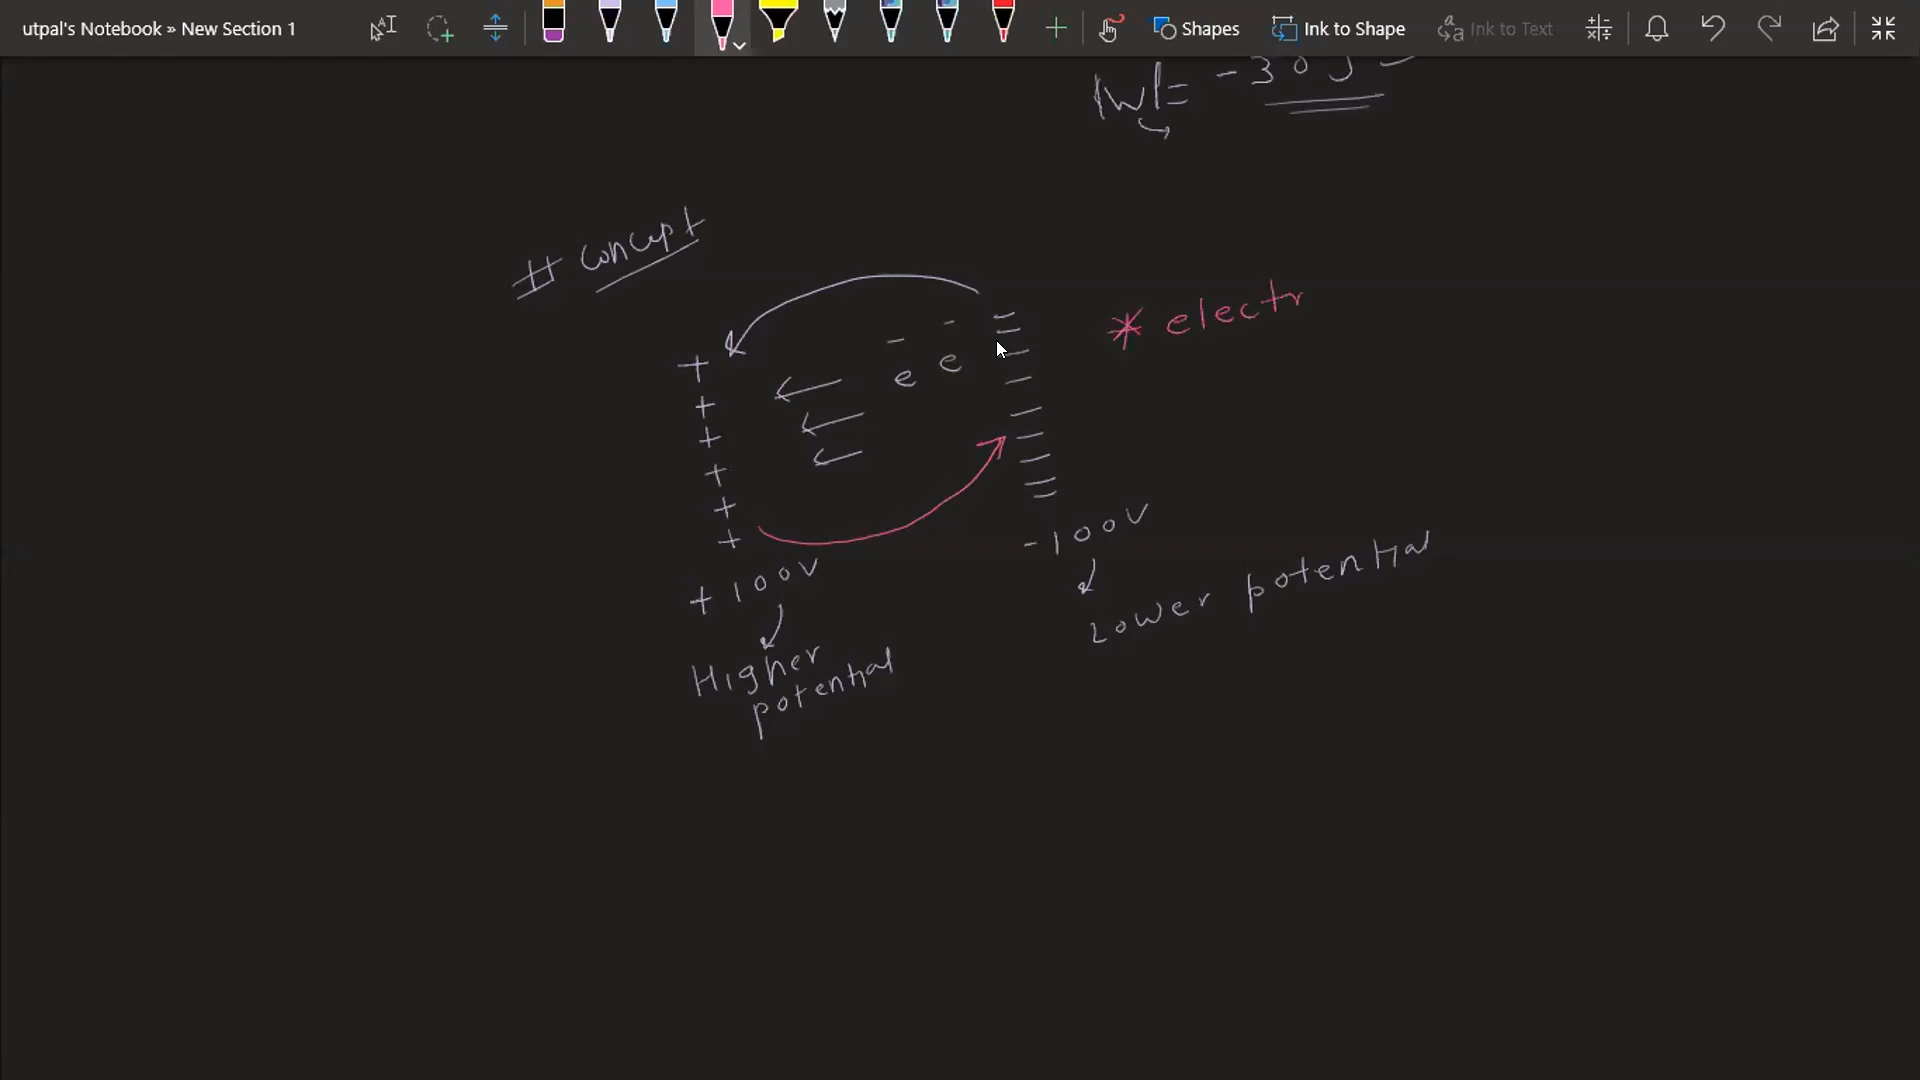 utpal's Notebook » New Section 1
Shapes
Ink to Shape
Ink to Text
|W|= -30 J
# concept
* electr
e⁻ e⁻
+
+
+
+
+
+
+100V
-100V
Higher
potential
Lower potential